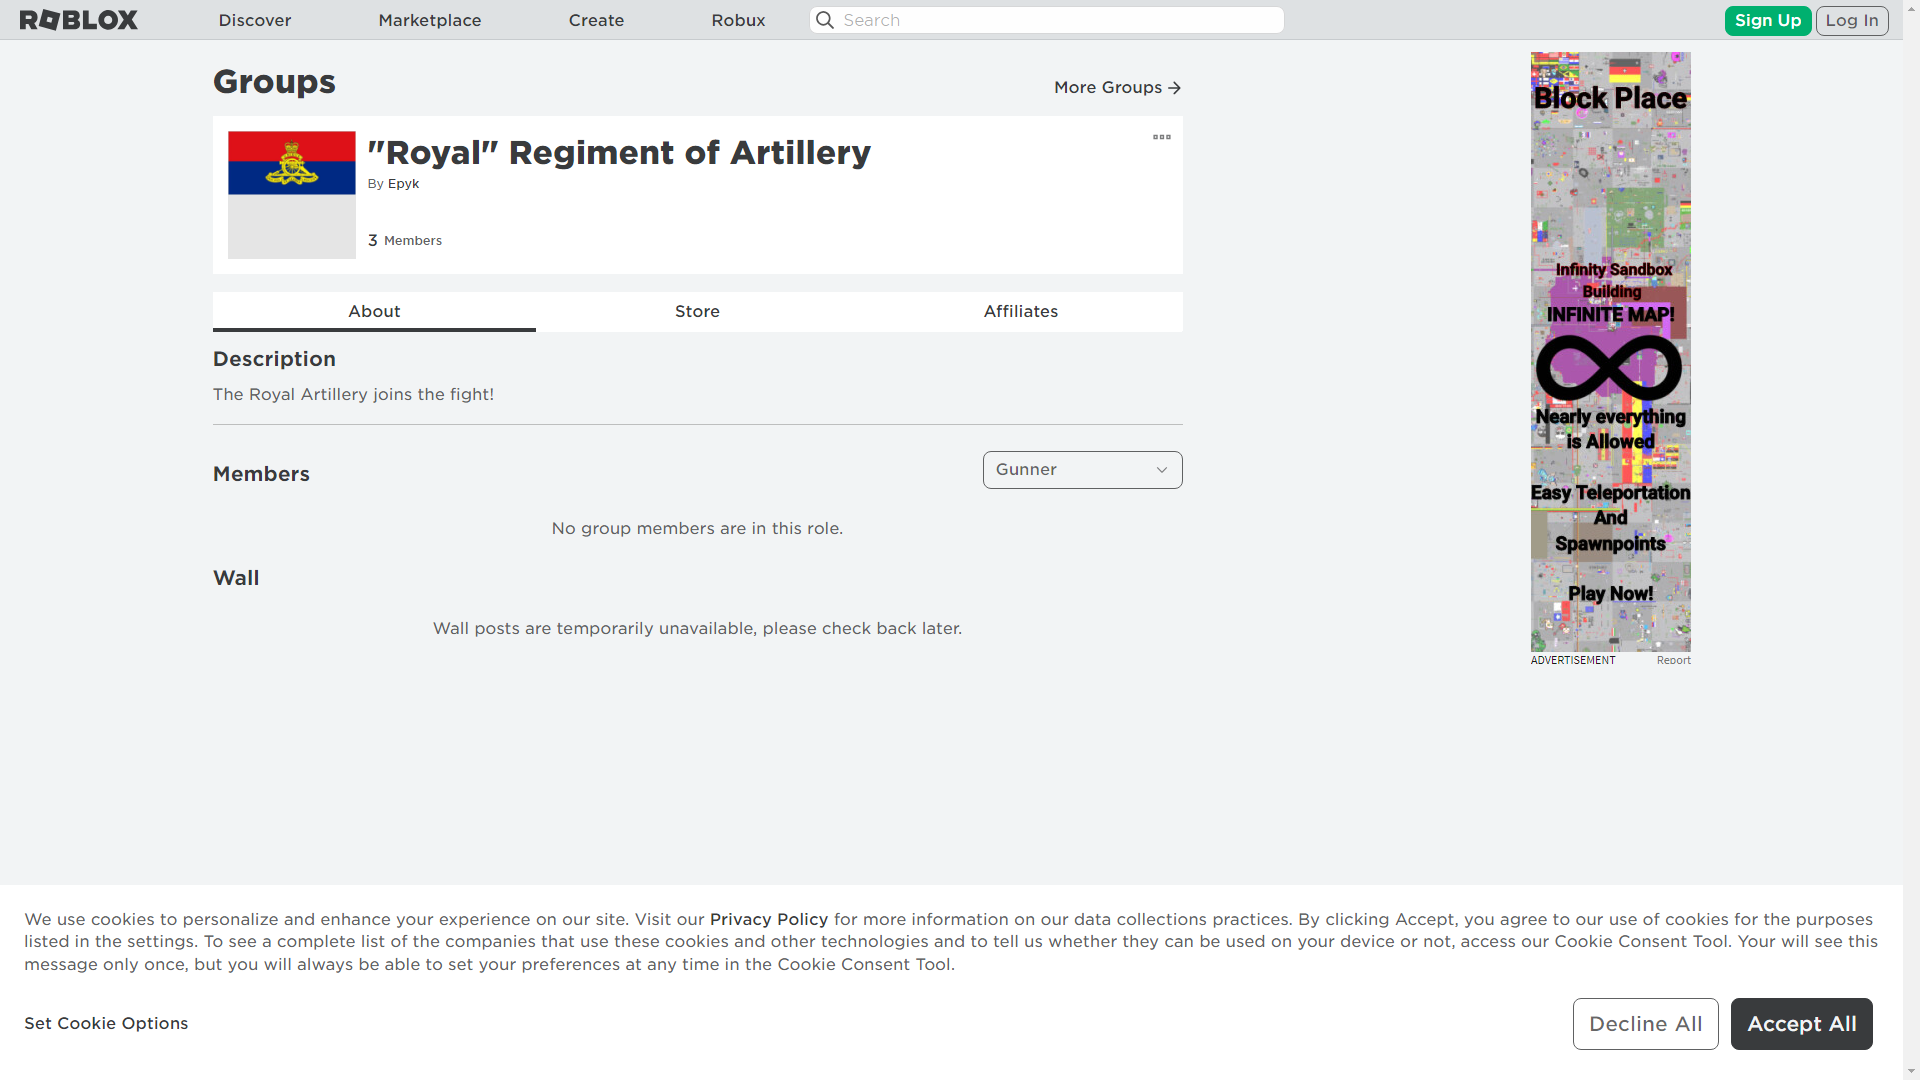 ROBLOX Discover Marketplace Create Robux Search Sign Up Log In
Groups
More Groups
"Royal" Regiment of Artillery
By Epyk
3 Members
About Store Affiliates
Description
The Royal Artillery joins the fight!
Members
Gunner
No group members are in this role.
Wall
Wall posts are temporarily unavailable, please check back later.
Block Place
Infinity Sandbox
Building
INFINITE MAP!
Nearly everything
is Allowed
Easy Teleportation
And
Spawnpoints
Play Now!
ADVERTISEMENT Report
We use cookies to personalize and enhance your experience on our site. Visit our Privacy Policy for more information on our data collections practices. By clicking Accept, you agree to our use of cookies for the purposes
listed in the settings. To see a complete list of the companies that use these cookies and other technologies and to tell us whether they can be used on your device or not, access our Cookie Consent Tool. Your will see this
message only once, but you will always be able to set your preferences at any time in the Cookie Consent Tool.
Set Cookie Options Decline All Accept All